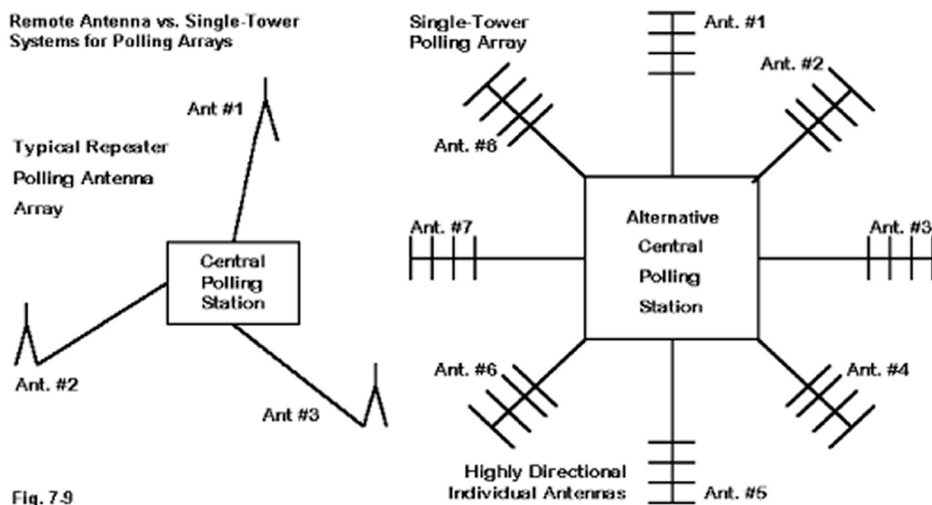 Remote Antenna vs. Single-Tower
Systems for Polling Arrays
Ant #1
Typical Repeater
Polling Antenna
Array
Central
Polling
Station
Ant. #2
Ant #3
Fig. 7-9
Single-Tower
Polling Array
Ant. #1
Ant. #2
Ant. #8
Ant. #7
Alternative
Central
Polling
Station
Ant. #3
Ant. #6
Ant. #4
Highly Directional
Individual Antennas
Ant. #5